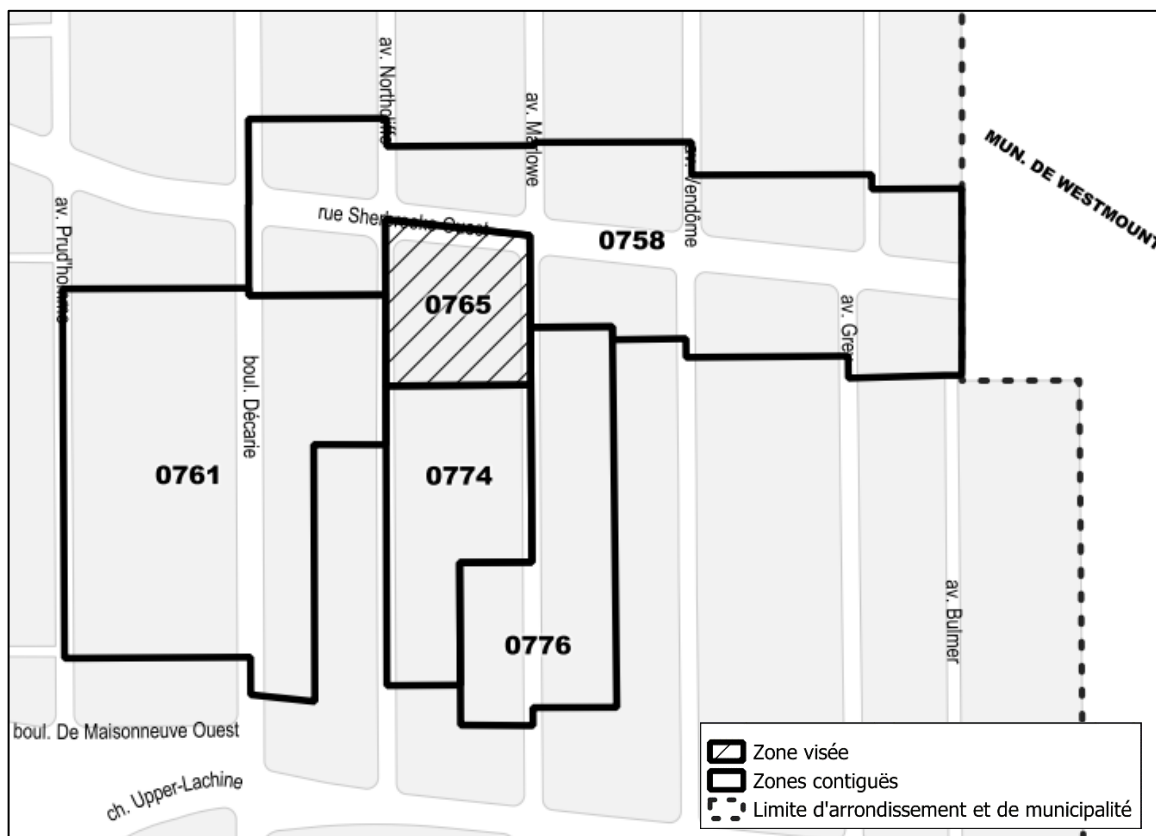 av. Northcliffe
av. Marlowe
MUN. DE WESTMOUNT
av. Vendôme
av. Prud'homme
rue Sherbrooke Ouest
0758
0765
av. Grey
boul. Décarie
0761
0774
av. Bulmer
0776
boul. De Maisonneuve Ouest
ch. Upper-Lachine
Zone visée
Zones contiguës
Limite d'arrondissement et de municipalité